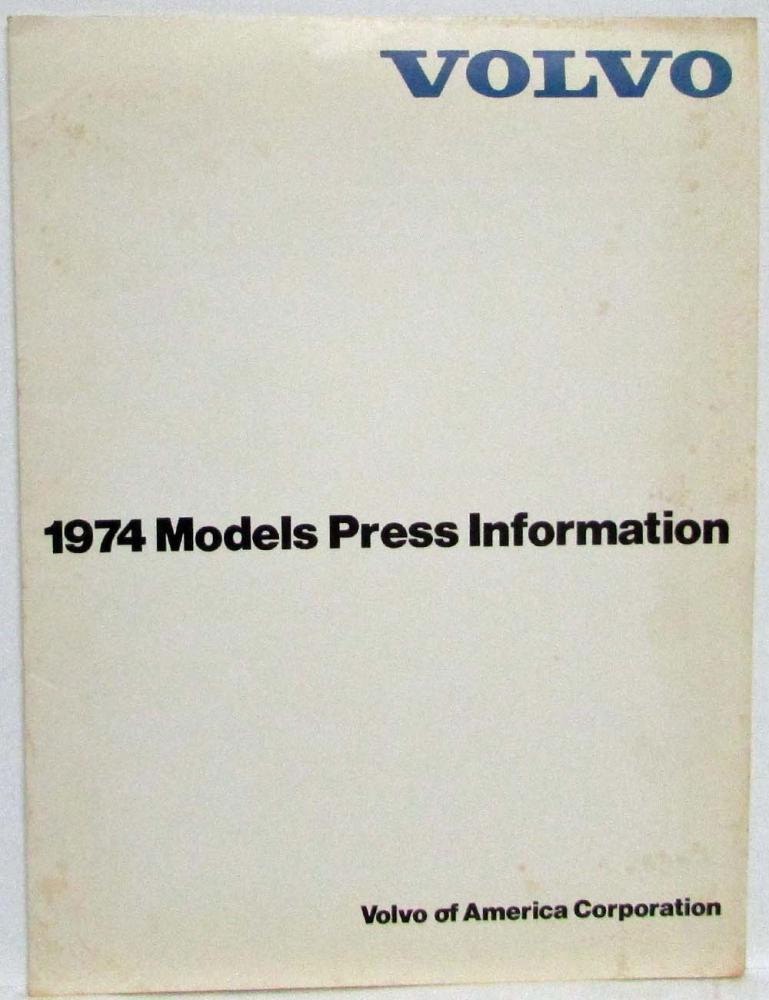 VOLVO
1974 Models Press Information
Volvo of America Corporation